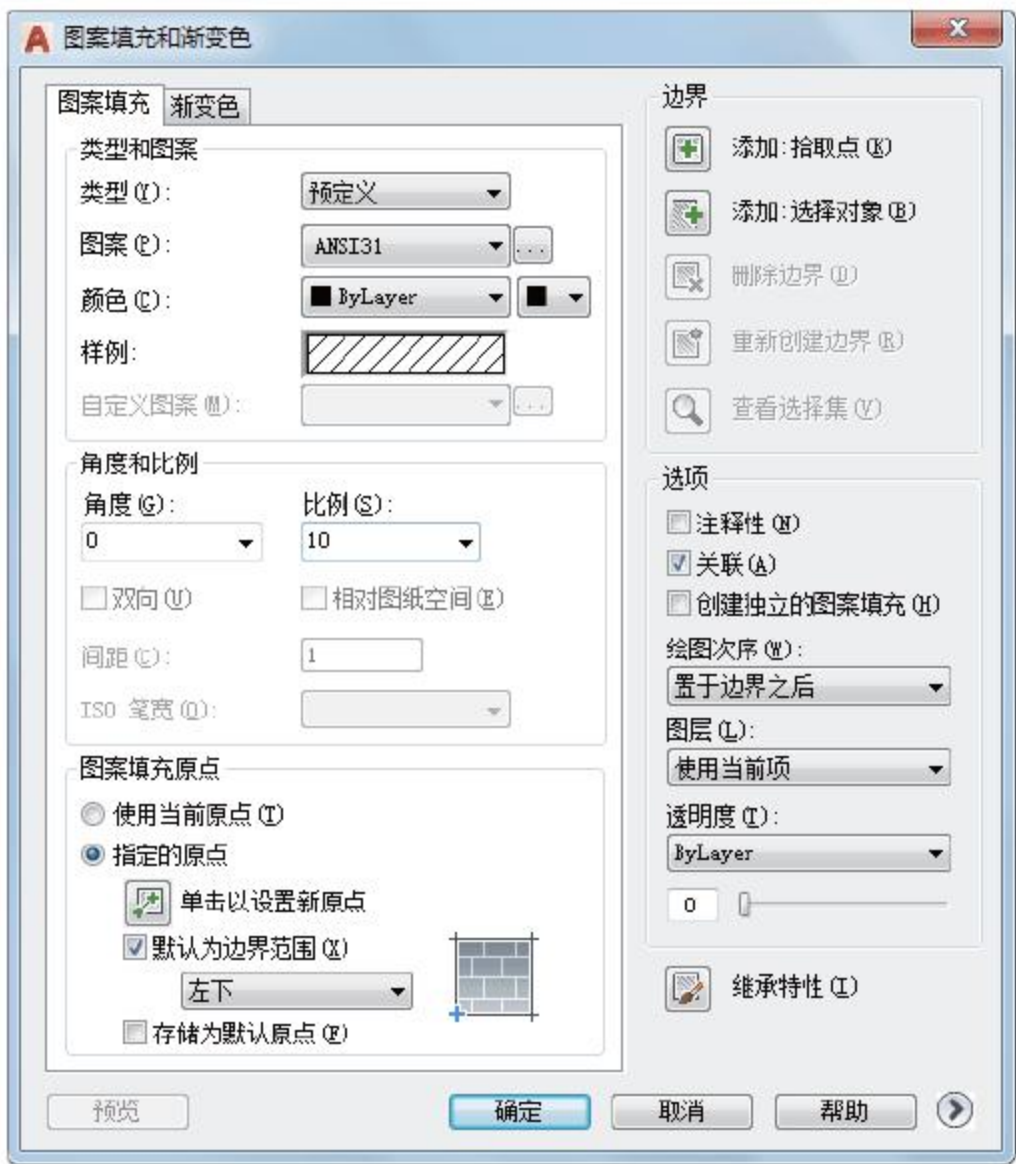 图案填充和渐变色
图案填充 渐变色
类型和图案
类型(Y):
预定义
图案(P):
ANSI31
...
颜色(C):
ByLayer
样例:
自定义图案(M):
...
角度和比例
角度(G):
比例(S):
0
10
双向(U)
相对图纸空间(E)
间距(C):
1
ISO 笔宽(O):
图案填充原点
使用当前原点(T)
指定的原点
单击以设置新原点
默认为边界范围(X)
左下
存储为默认原点(F)
边界
添加:拾取点(K)
添加:选择对象(B)
删除边界(D)
重新创建边界(R)
查看选择集(V)
选项
注释性(N)
关联(A)
创建独立的图案填充(H)
绘图次序(W):
置于边界之后
图层(L):
使用当前项
透明度(T):
ByLayer
0
继承特性(I)
预览
确定
取消
帮助